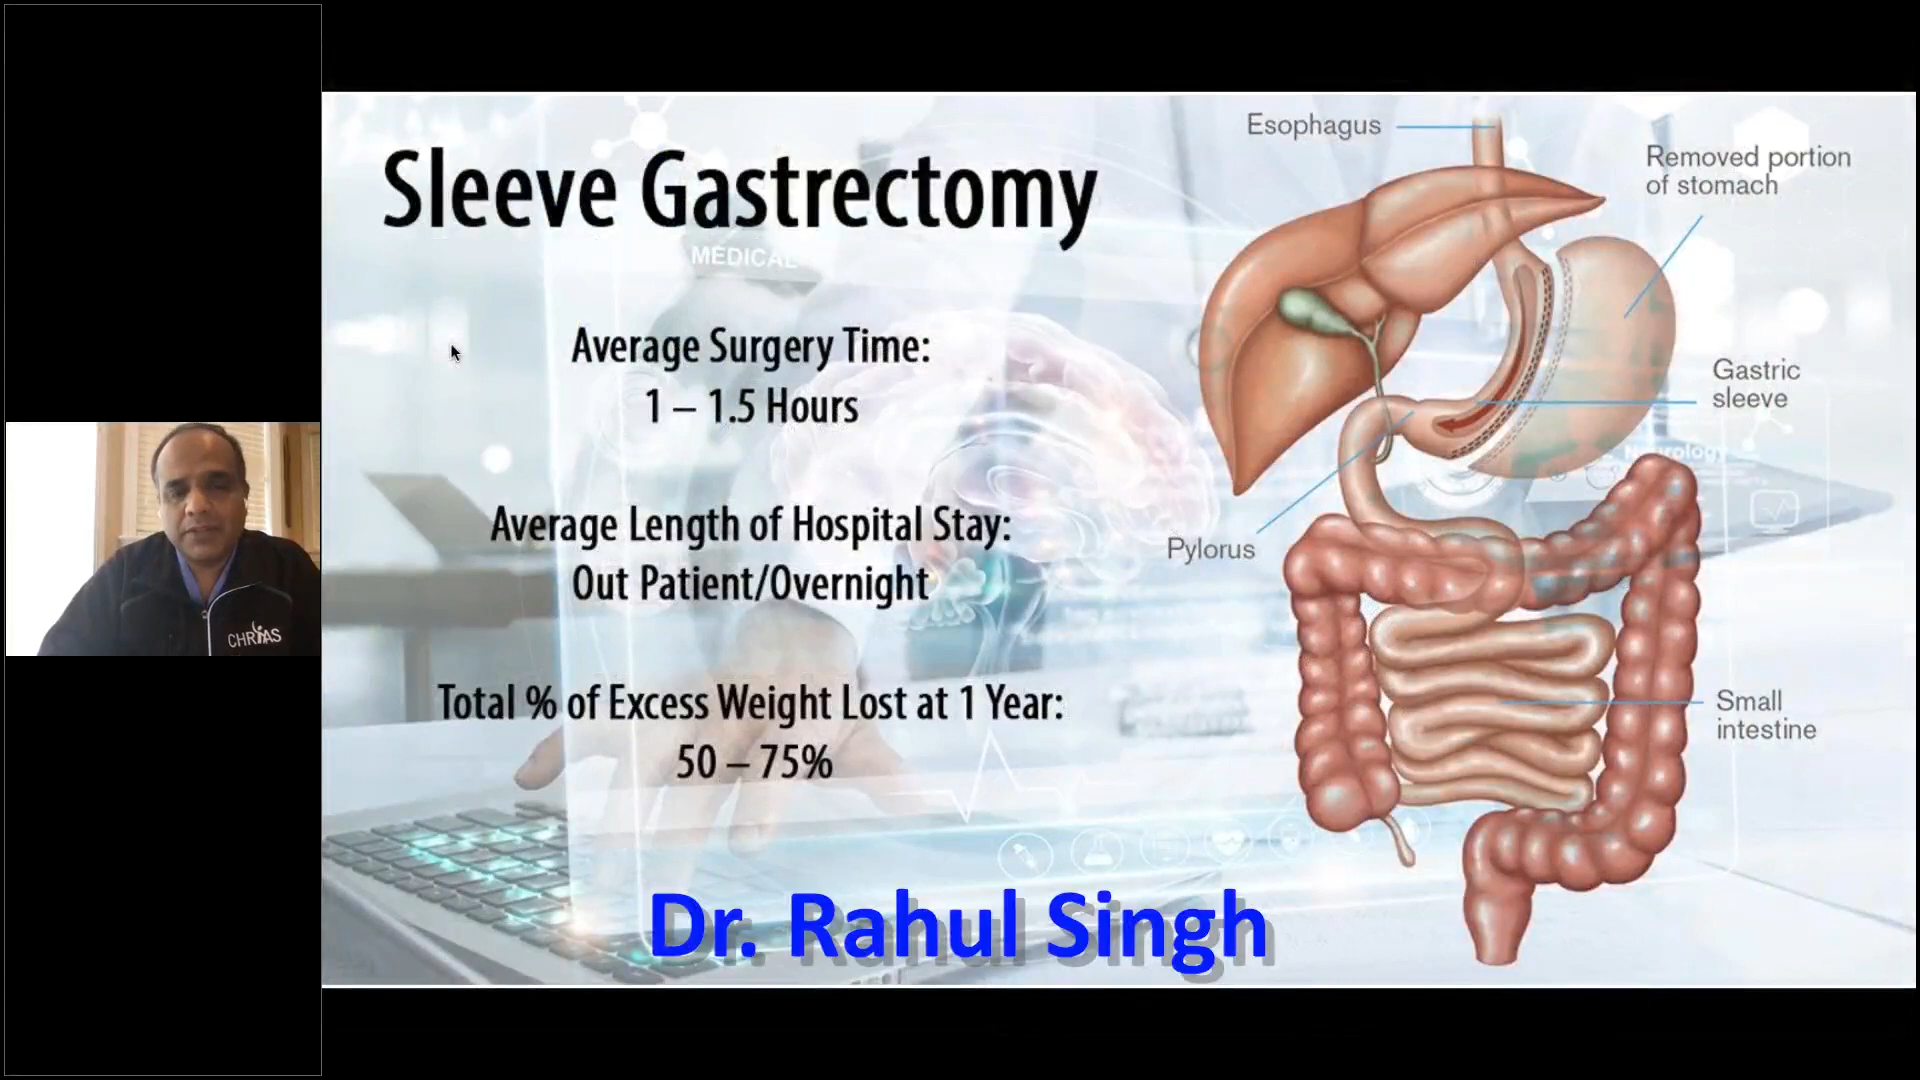 Sleeve Gastrectomy
MEDICAL
Average Surgery Time:
1 – 1.5 Hours
Average Length of Hospital Stay:
Out Patient/Overnight
Total % of Excess Weight Lost at 1 Year:
50 – 75%
Esophagus
Removed portion
of stomach
Gastric
sleeve
Neurology
Pylorus
Small
intestine
Dr. Rahul Singh
CHRIAS